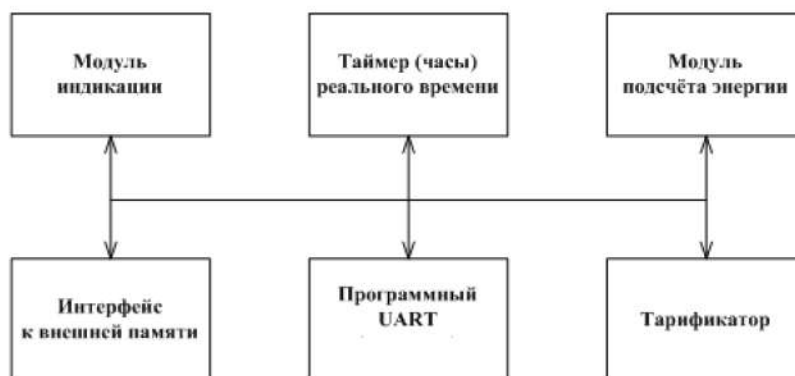 Модуль
индикации
Таймер (часы)
реального времени
Модуль
подсчёта энергии
Интерфейс
к внешней памяти
Программный
UART
Тарификатор